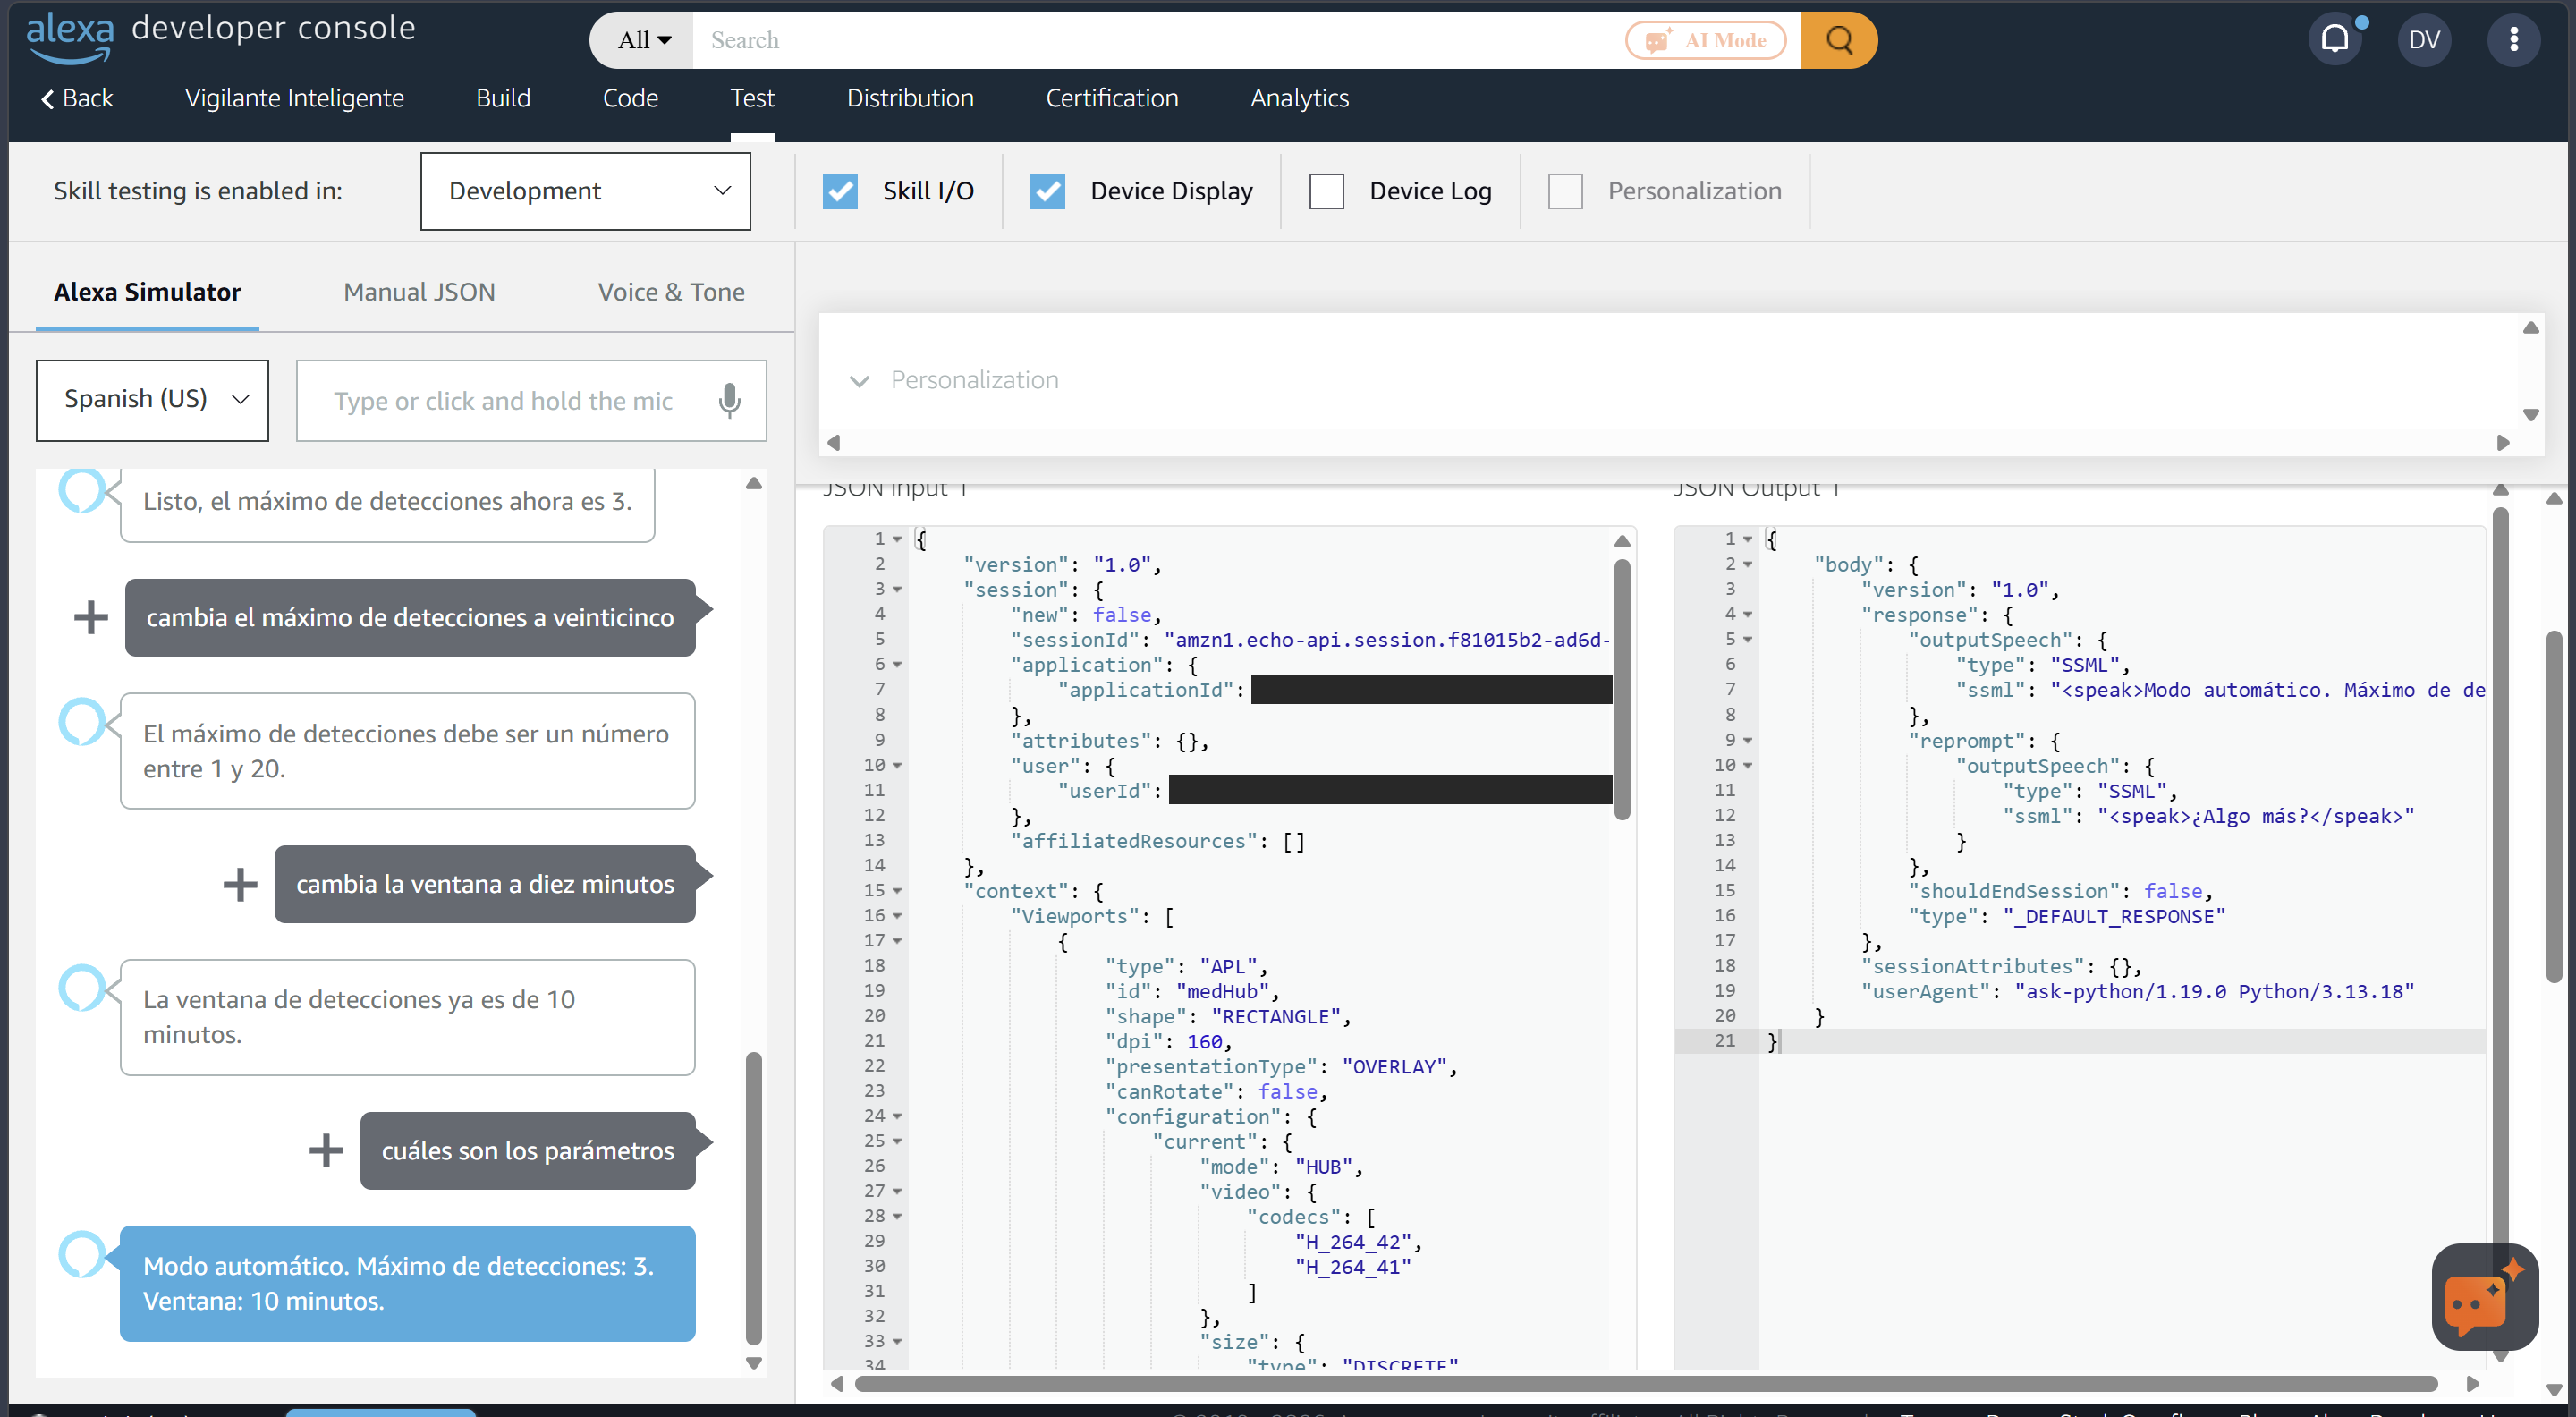 alexa developer console
All
Search
AI Mode
DV
Back
Vigilante Inteligente
Build
Code
Test
Distribution
Certification
Analytics
Skill testing is enabled in:
Development
Skill I/O
Device Display
Device Log
Personalization
Alexa Simulator
Manual JSON
Voice & Tone
Spanish (US)
Type or click and hold the mic
Listo, el máximo de detecciones ahora es 3.
cambia el máximo de detecciones a veinticinco
El máximo de detecciones debe ser un número
entre 1 y 20.
cambia la ventana a diez minutos
La ventana de detecciones ya es de 10
minutos.
cuáles son los parámetros
Modo automático. Máximo de detecciones: 3.
Ventana: 10 minutos.
Personalization
JSON Input 1
1 {
2 "version": "1.0",
3 "session": {
4 "new": false,
5 "sessionId": "amzn1.echo-api.session.f81015b2-ad6d-
6 "application": {
7 "applicationId":
8 },
9 "attributes": {},
10 "user": {
11 "userId":
12 },
13 "affiliatedResources": []
14 },
15 "context": {
16 "Viewports": [
17 {
18 "type": "APL",
19 "id": "medHub",
20 "shape": "RECTANGLE",
21 "dpi": 160,
22 "presentationType": "OVERLAY",
23 "canRotate": false,
24 "configuration": {
25 "current": {
26 "mode": "HUB",
27 "video": {
28 "codecs": [
29 "H_264_42",
30 "H_264_41"
31 ]
32 },
33 "size": {
34 "type": "DISCRETE"
JSON Output 1
1 {
2 "body": {
3 "version": "1.0",
4 "response": {
5 "outputSpeech": {
6 "type": "SSML",
7 "ssml": "<speak>Modo automático. Máximo de de
8 },
9 "reprompt": {
10 "outputSpeech": {
11 "type": "SSML",
12 "ssml": "<speak>¿Algo más?</speak>"
13 }
14 },
15 "shouldEndSession": false,
16 "type": "_DEFAULT_RESPONSE"
17 },
18 "sessionAttributes": {},
19 "userAgent": "ask-python/1.19.0 Python/3.13.18"
20 }
21 }